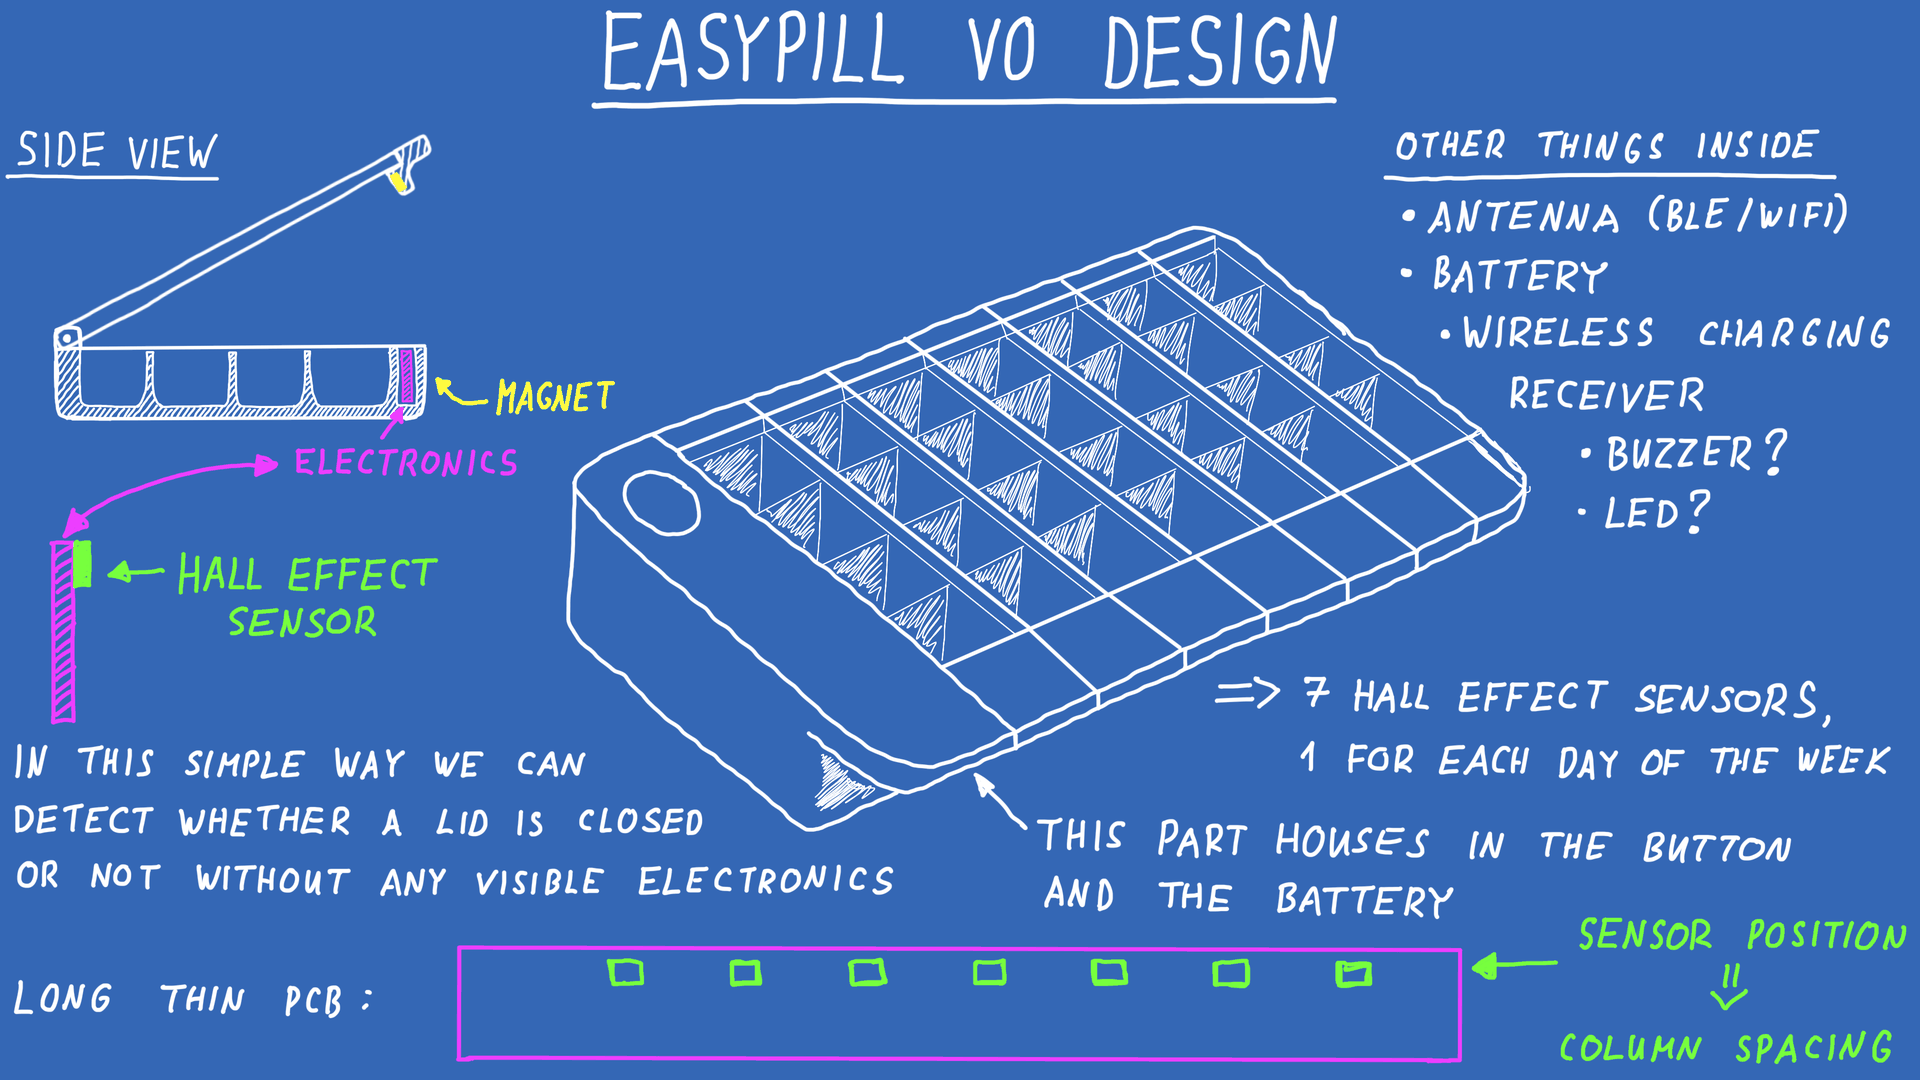 EASYPILL V0 DESIGN
SIDE VIEW
MAGNET
ELECTRONICS
HALL EFFECT
SENSOR
IN THIS SIMPLE WAY WE CAN
DETECT WHETHER A LID IS CLOSED
OR NOT WITHOUT ANY VISIBLE ELECTRONICS
OTHER THINGS INSIDE
• ANTENNA (BLE/WIFI)
• BATTERY
• WIRELESS CHARGING
RECEIVER
• BUZZER?
• LED?
=> 7 HALL EFFECT SENSORS,
1 FOR EACH DAY OF THE WEEK
THIS PART HOUSES IN THE BUTTON
AND THE BATTERY
LONG THIN PCB:
SENSOR POSITION
COLUMN SPACING